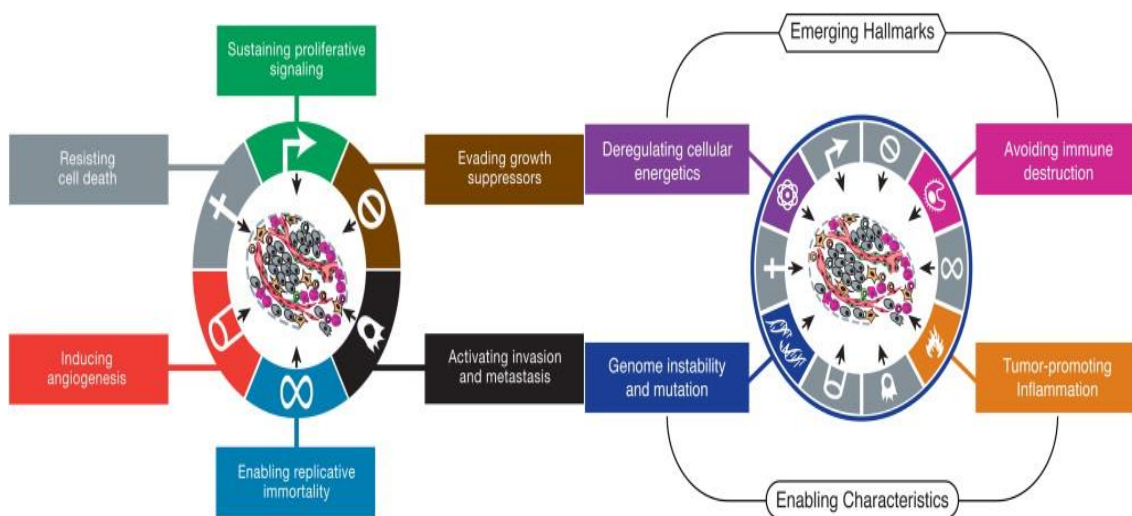 Sustaining proliferative
signaling
Resisting
cell death
Evading growth
suppressors
Inducing
angiogenesis
Activating invasion
and metastasis
Enabling replicative
immortality
Emerging Hallmarks
Deregulating cellular
energetics
Avoiding immune
destruction
Genome instability
and mutation
Tumor-promoting
Inflammation
Enabling Characteristics